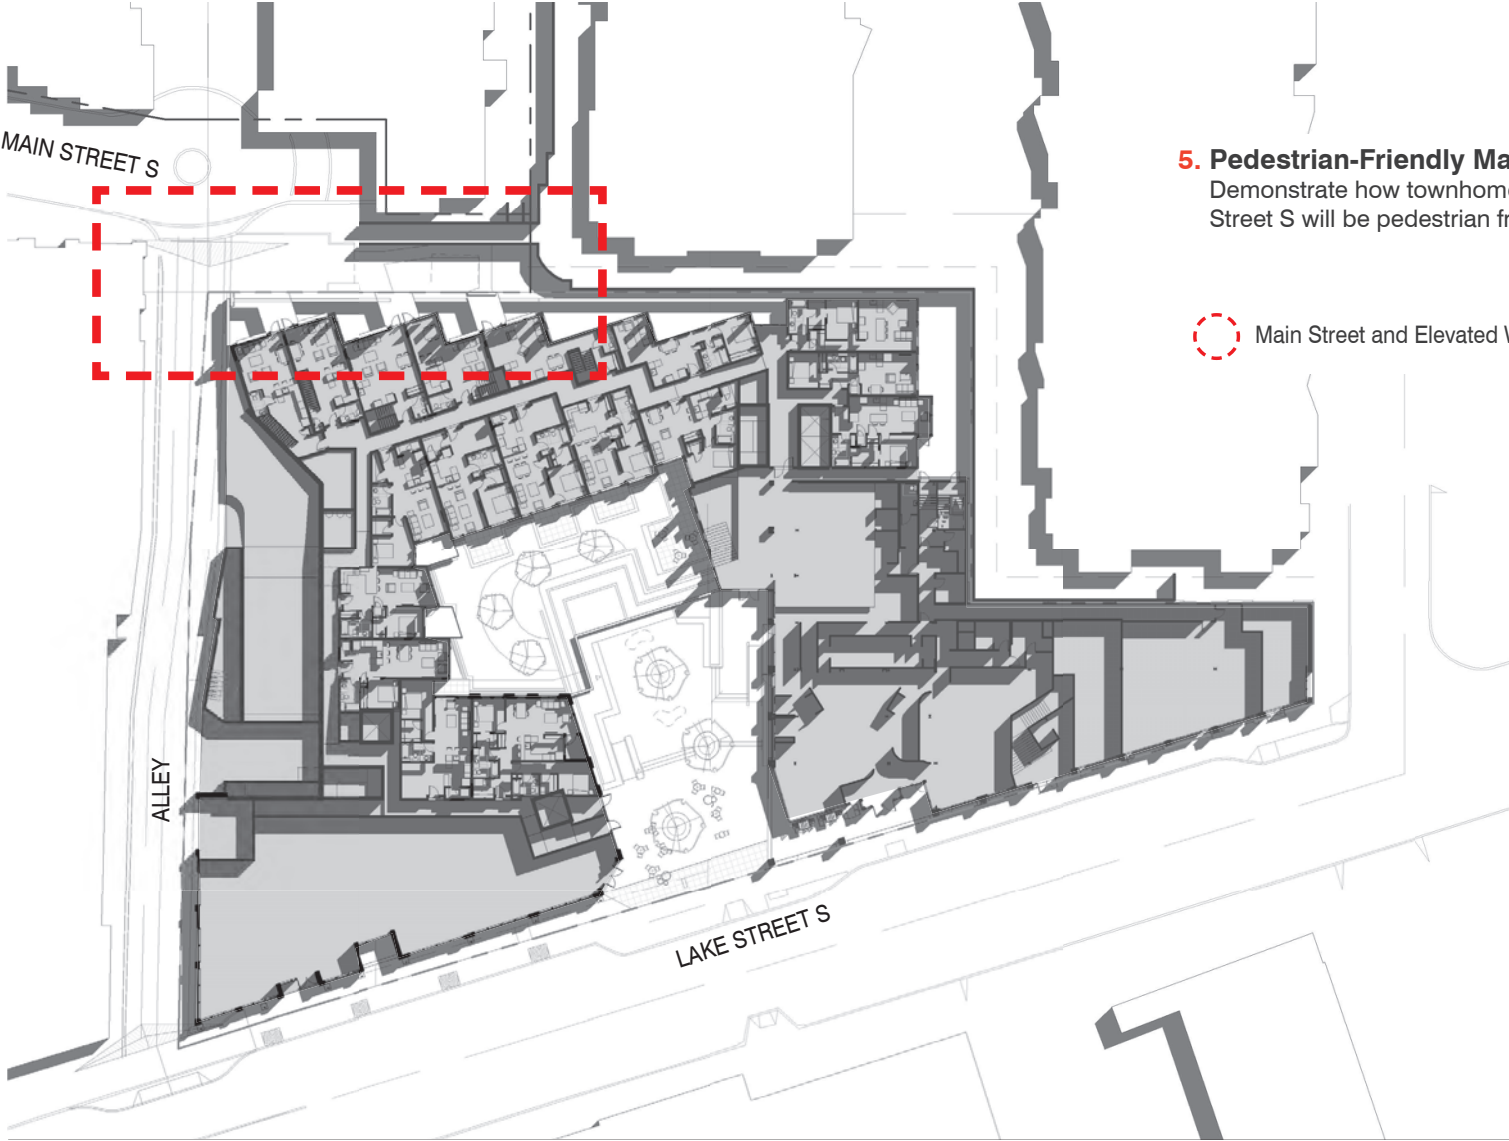 MAIN STREET S
5. Pedestrian-Friendly Ma
Demonstrate how townhome
Street S will be pedestrian fr
Main Street and Elevated W
ALLEY
LAKE STREET S